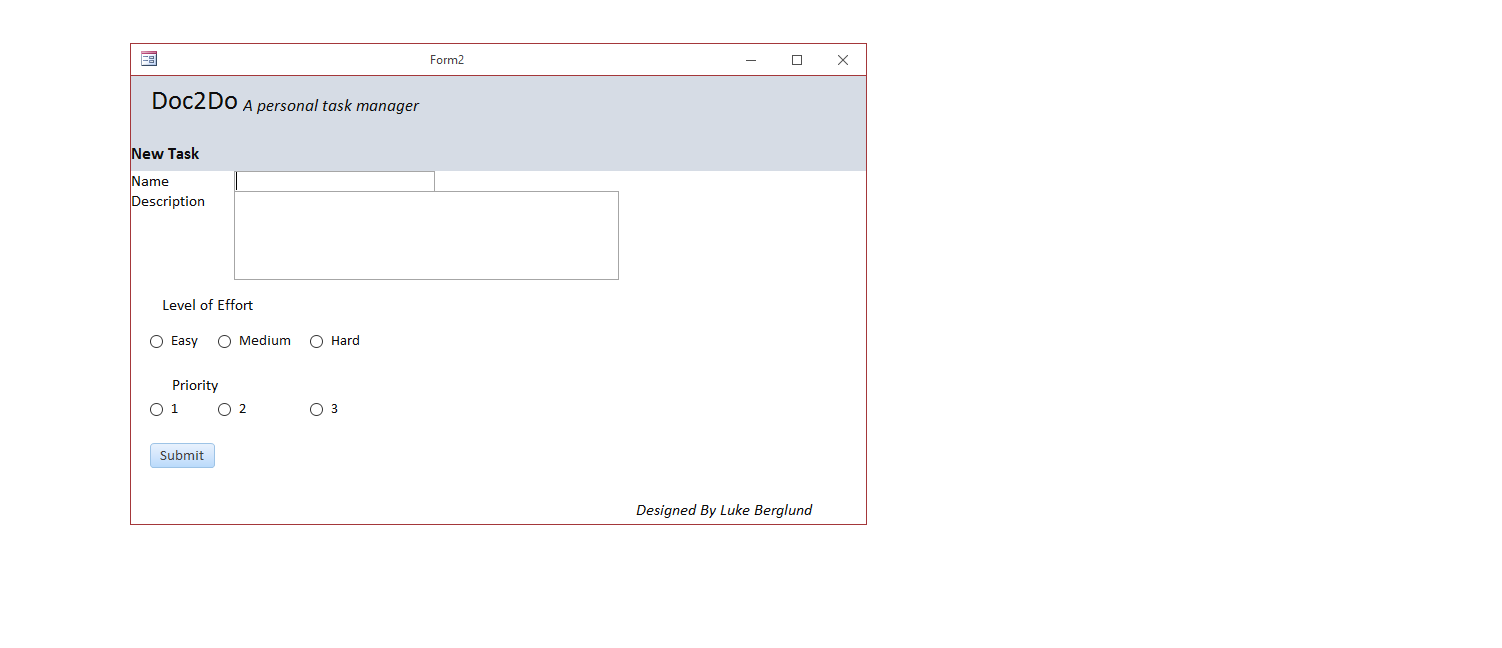 Form2
Doc2Do A personal task manager
New Task
Name
Description
Level of Effort
Easy Medium Hard
Priority
1 2 3
Submit
Designed By Luke Berglund